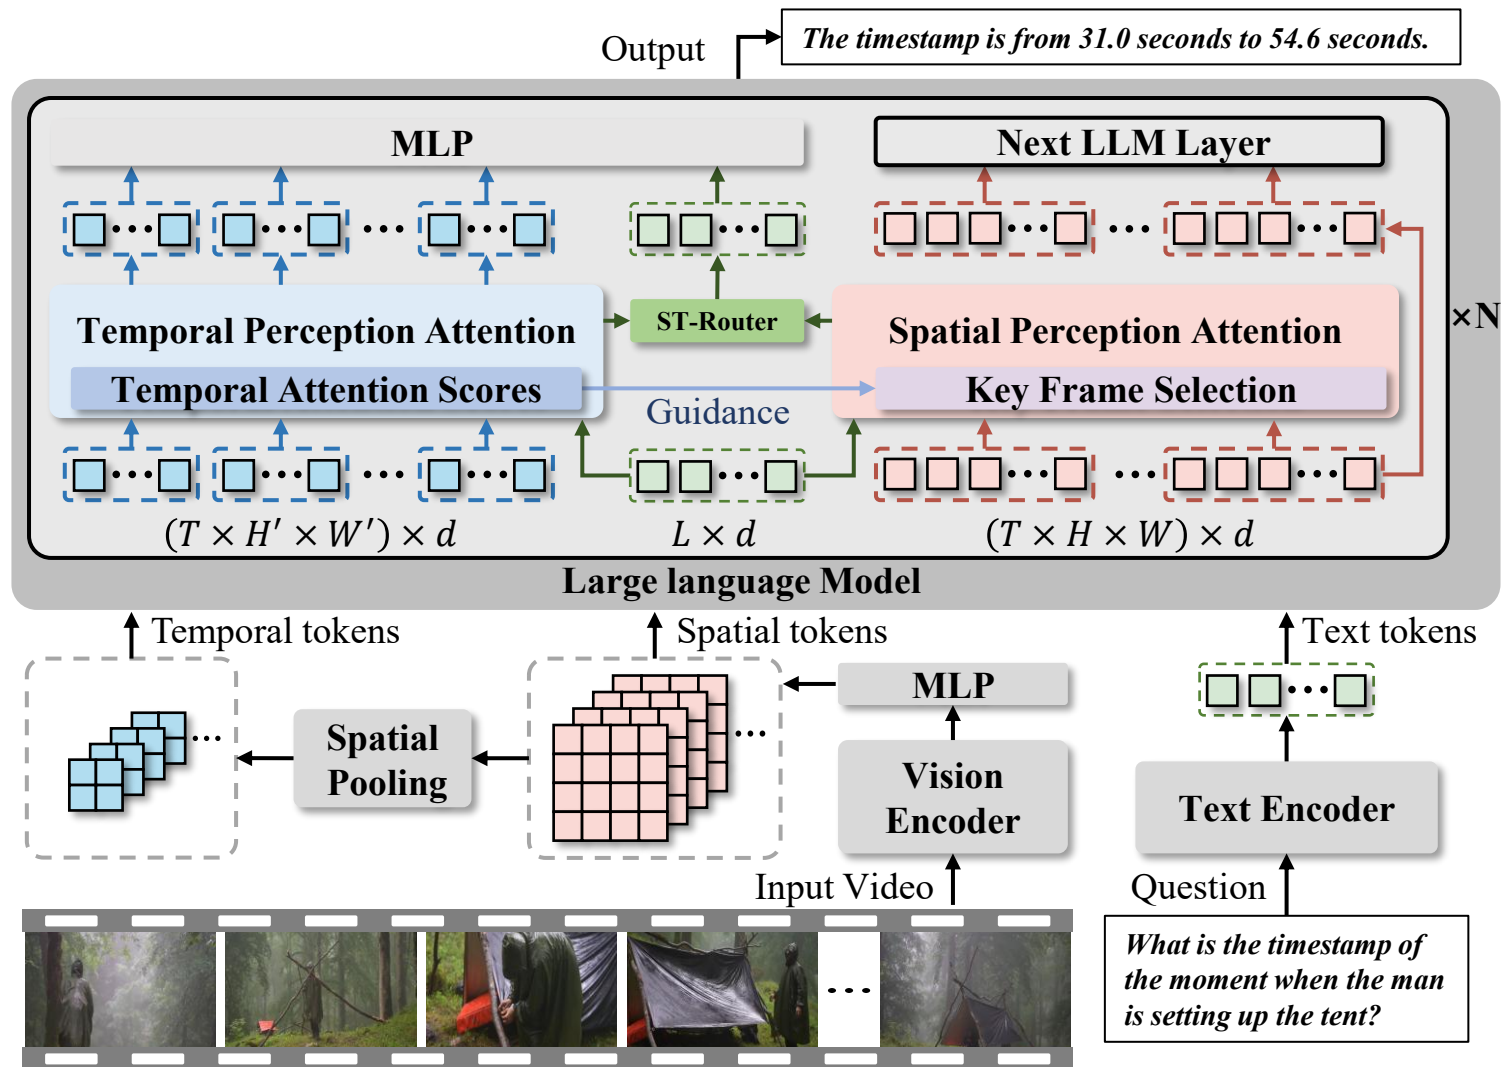 Output
The timestamp is from 31.0 seconds to 54.6 seconds.
MLP
Next LLM Layer
Temporal Perception Attention
ST-Router
Spatial Perception Attention
×N
Temporal Attention Scores
Guidance
Key Frame Selection
(T × H′ × W′) × d
L × d
(T × H × W) × d
Large language Model
Temporal tokens
Spatial tokens
Text tokens
MLP
Spatial
Pooling
Vision
Encoder
Text Encoder
Input Video
Question
What is the timestamp of
the moment when the man
is setting up the tent?